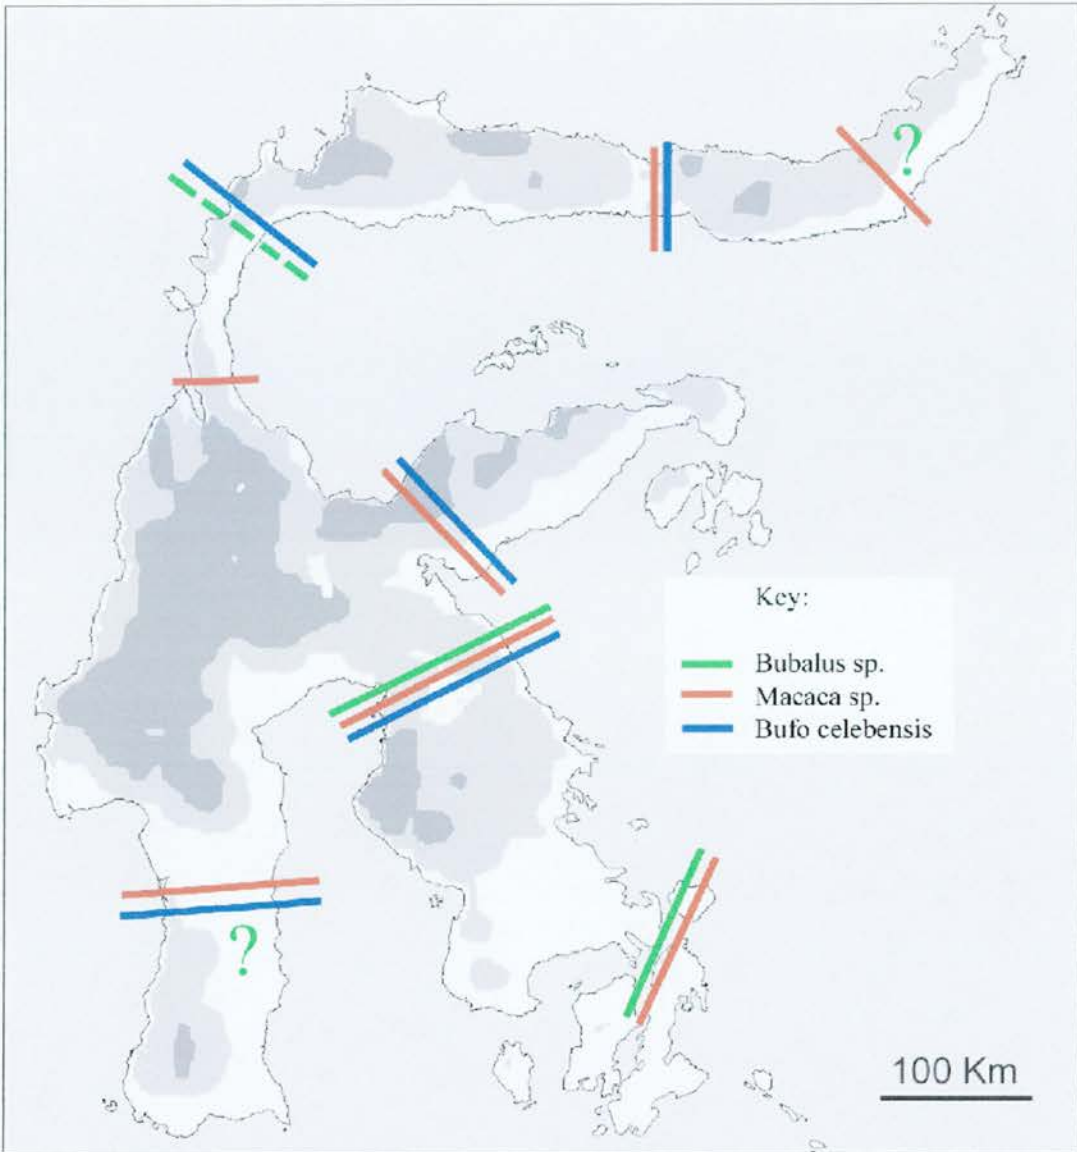 ?
Key:
Bubalus sp.
Macaca sp.
Bufo celebensis
?
100 Km